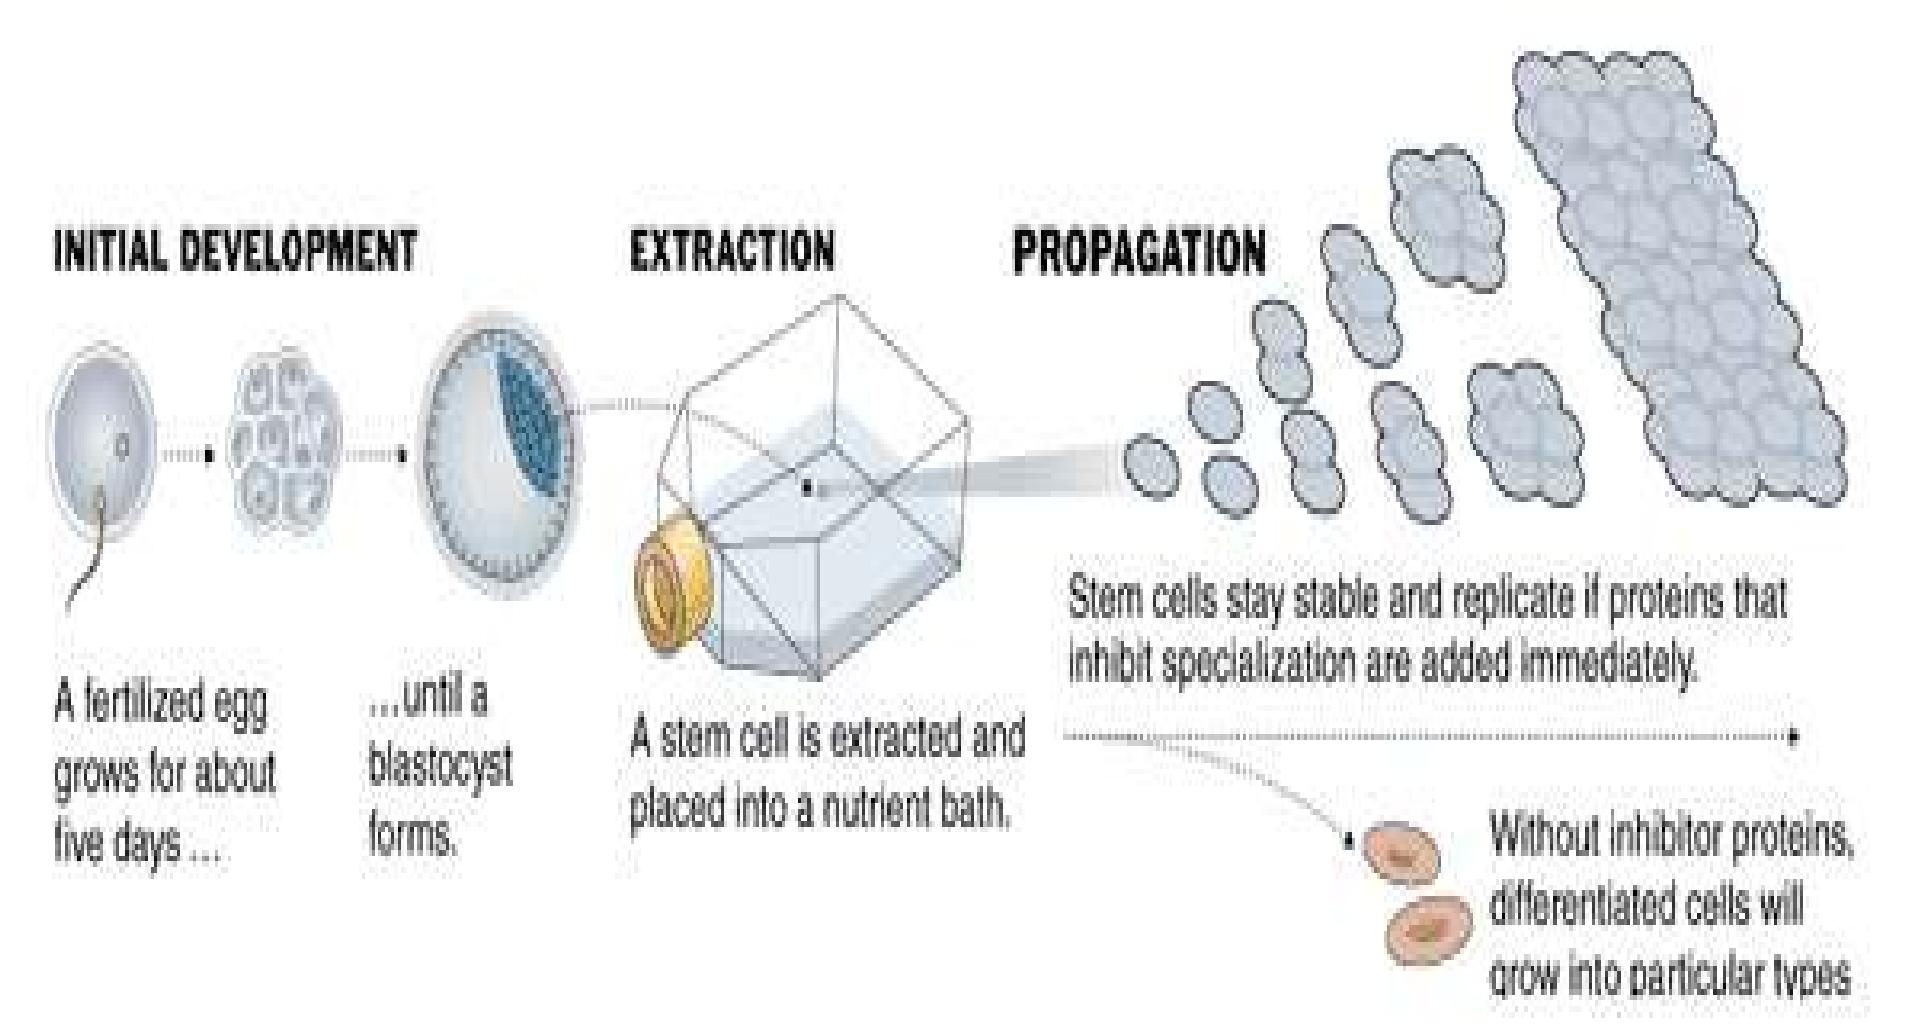 INITIAL DEVELOPMENT
A fertilized egg
grows for about
five days ...
...until a
blastocyst
forms.
EXTRACTION
A stem cell is extracted and
placed into a nutrient bath.
PROPAGATION
Stem cells stay stable and replicate if proteins that
inhibit specialization are added immediately.
Without inhibitor proteins,
differentiated cells will
grow into particular types